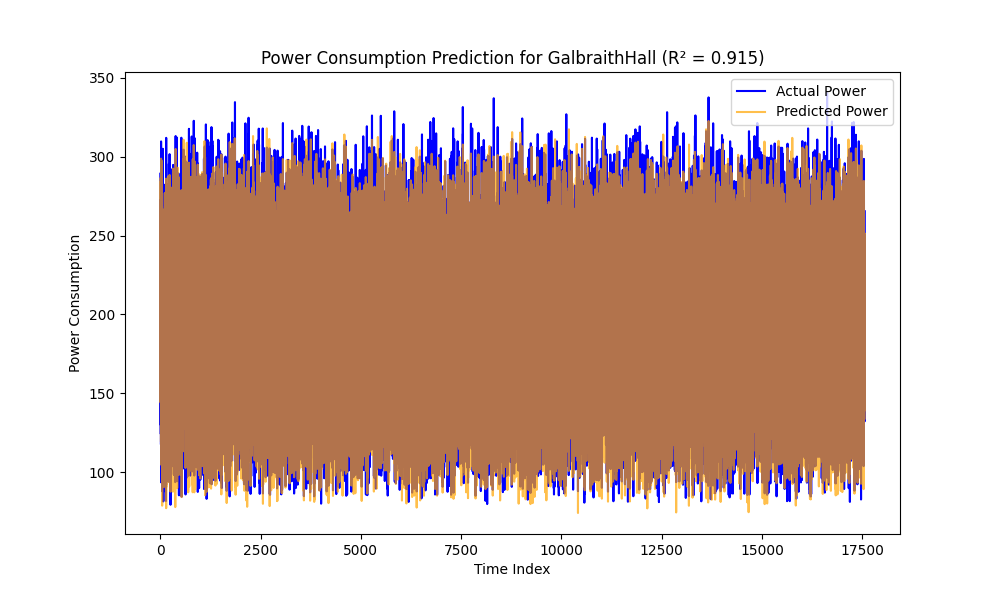 Power Consumption Prediction for GalbraithHall (R² = 0.915)
Actual Power
Predicted Power
350
300
250
200
150
100
Power Consumption
0
2500
5000
7500
10000
12500
15000
17500
Time Index